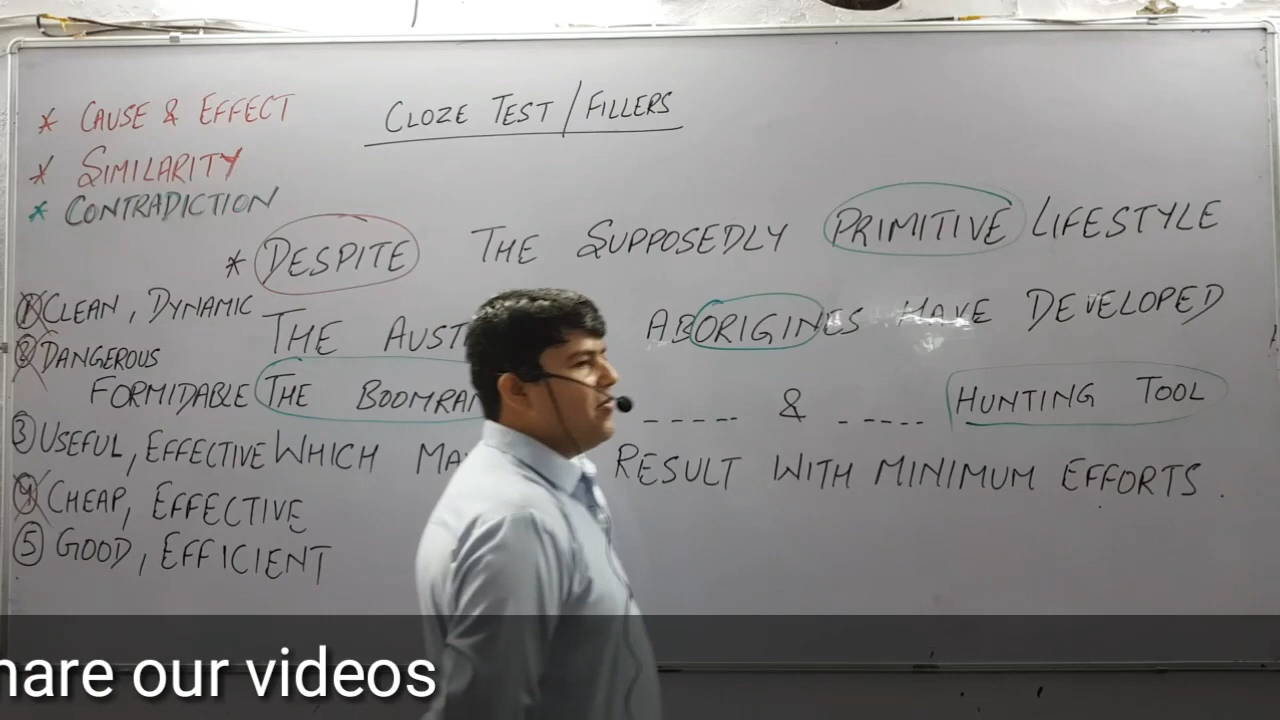 * CAUSE & EFFECT
CLOZE TEST / FILLERS
* SIMILARITY
* CONTRADICTION
* DESPITE THE SUPPOSEDLY PRIMITIVE LIFESTYLE
THE AUST ABORIGINES HAVE DEVELOPED
THE BOOMRAN ----- & ----- HUNTING TOOL
WHICH MA RESULT WITH MINIMUM EFFORTS.
① CLEAN, DYNAMIC
② DANGEROUS
FORMIDABLE
③ USEFUL, EFFECTIVE
④ CHEAP, EFFECTIVE
⑤ GOOD, EFFICIENT
hare our videos